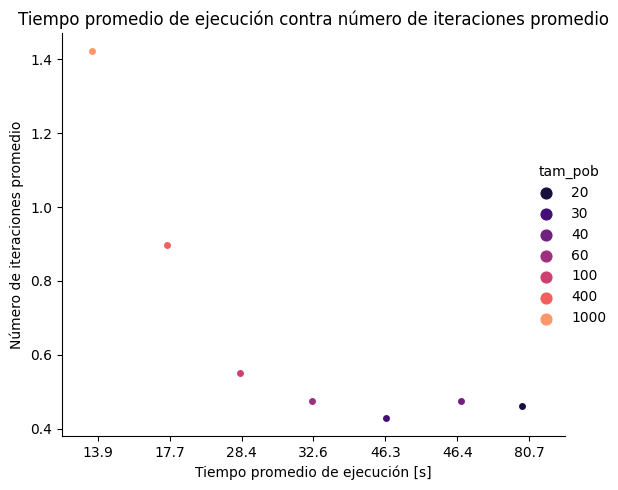 Tiempo promedio de ejecución contra número de iteraciones promedio
1.4
1.2
1.0
0.8
0.6
0.4
Número de iteraciones promedio
13.9 17.7 28.4 32.6 46.3 46.4 80.7
Tiempo promedio de ejecución [s]
tam_pob
20
30
40
60
100
400
1000